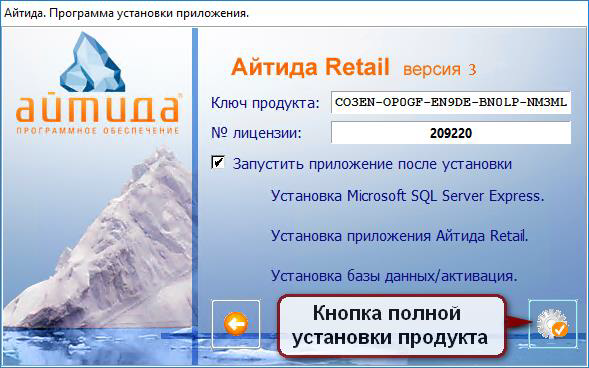 Айтида. Программа установки приложения.
айтида®
ПРОГРАММНОЕ ОБЕСПЕЧЕНИЕ
Айтида Retail версия 3
Ключ продукта: CO3EN-OP0GF-EN9DE-BN0LP-NM3ML
№ лицензии: 209220
Запустить приложение после установки
Установка Microsoft SQL Server Express.
Установка приложения Айтида Retail.
Установка базы данных/активация.
Кнопка полной
установки продукта